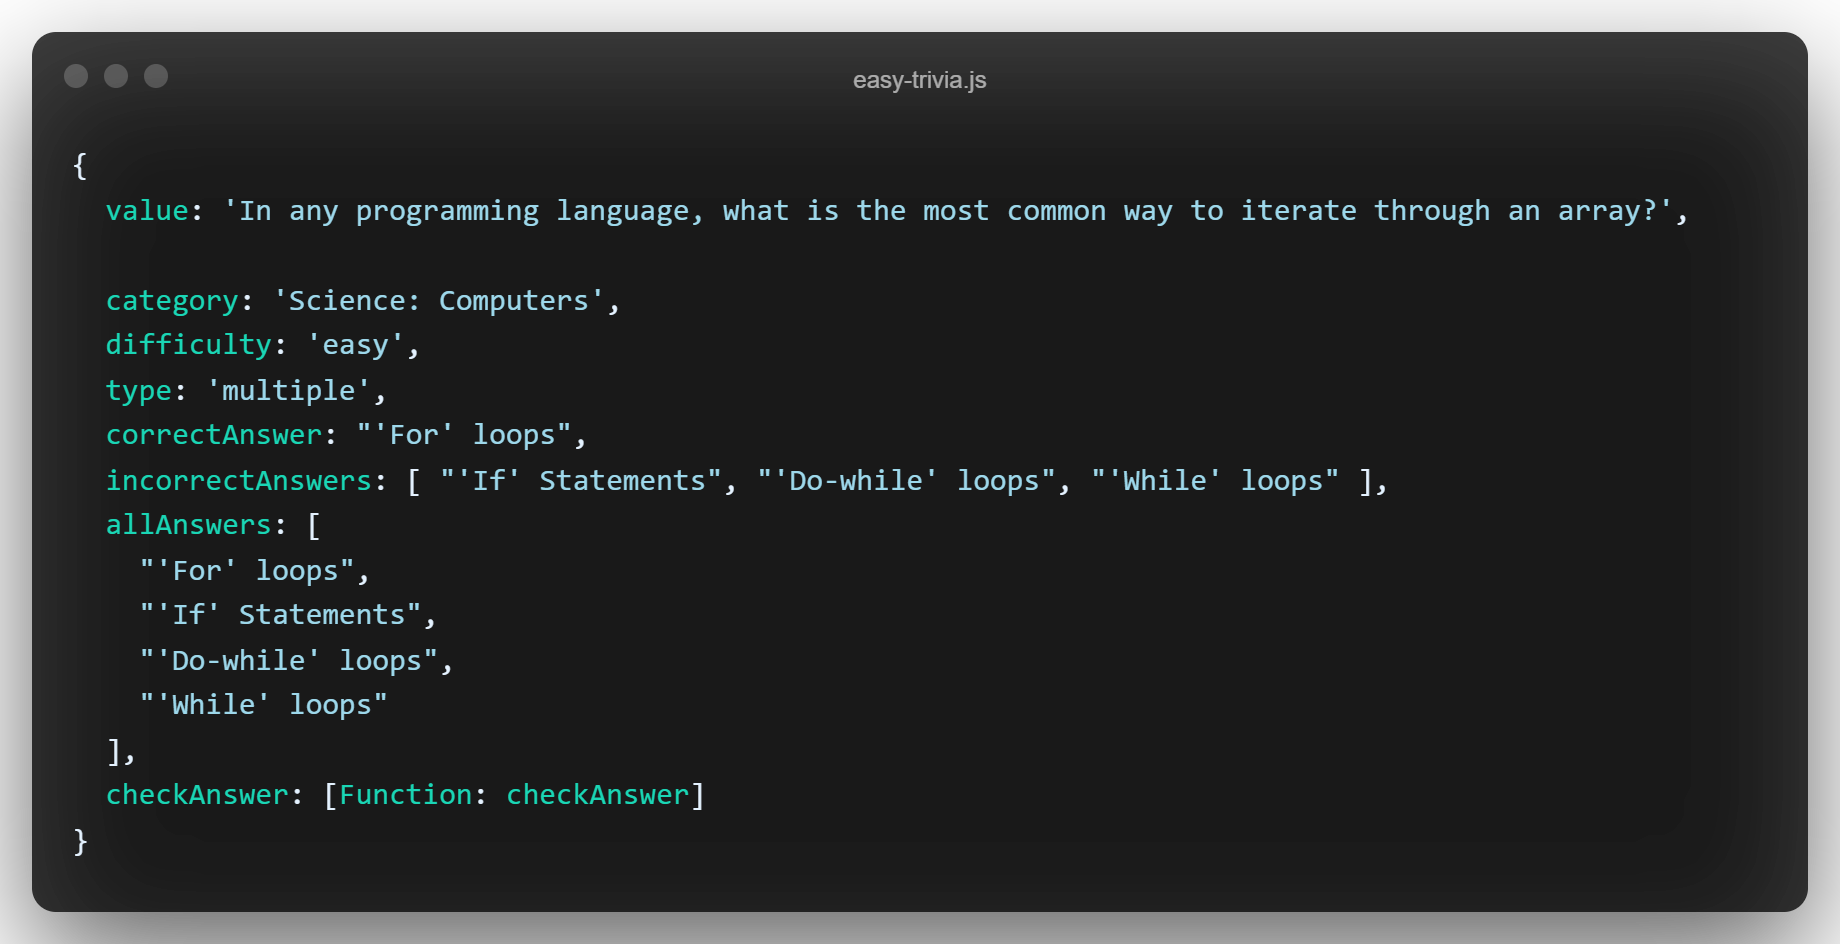 easy-trivia.js
{
  value: 'In any programming language, what is the most common way to iterate through an array?',
  category: 'Science: Computers',
  difficulty: 'easy',
  type: 'multiple',
  correctAnswer: "'For' loops",
  incorrectAnswers: [ "'If' Statements", "'Do-while' loops", "'While' loops" ],
  allAnswers: [
    "'For' loops",
    "'If' Statements",
    "'Do-while' loops",
    "'While' loops"
  ],
  checkAnswer: [Function: checkAnswer]
}